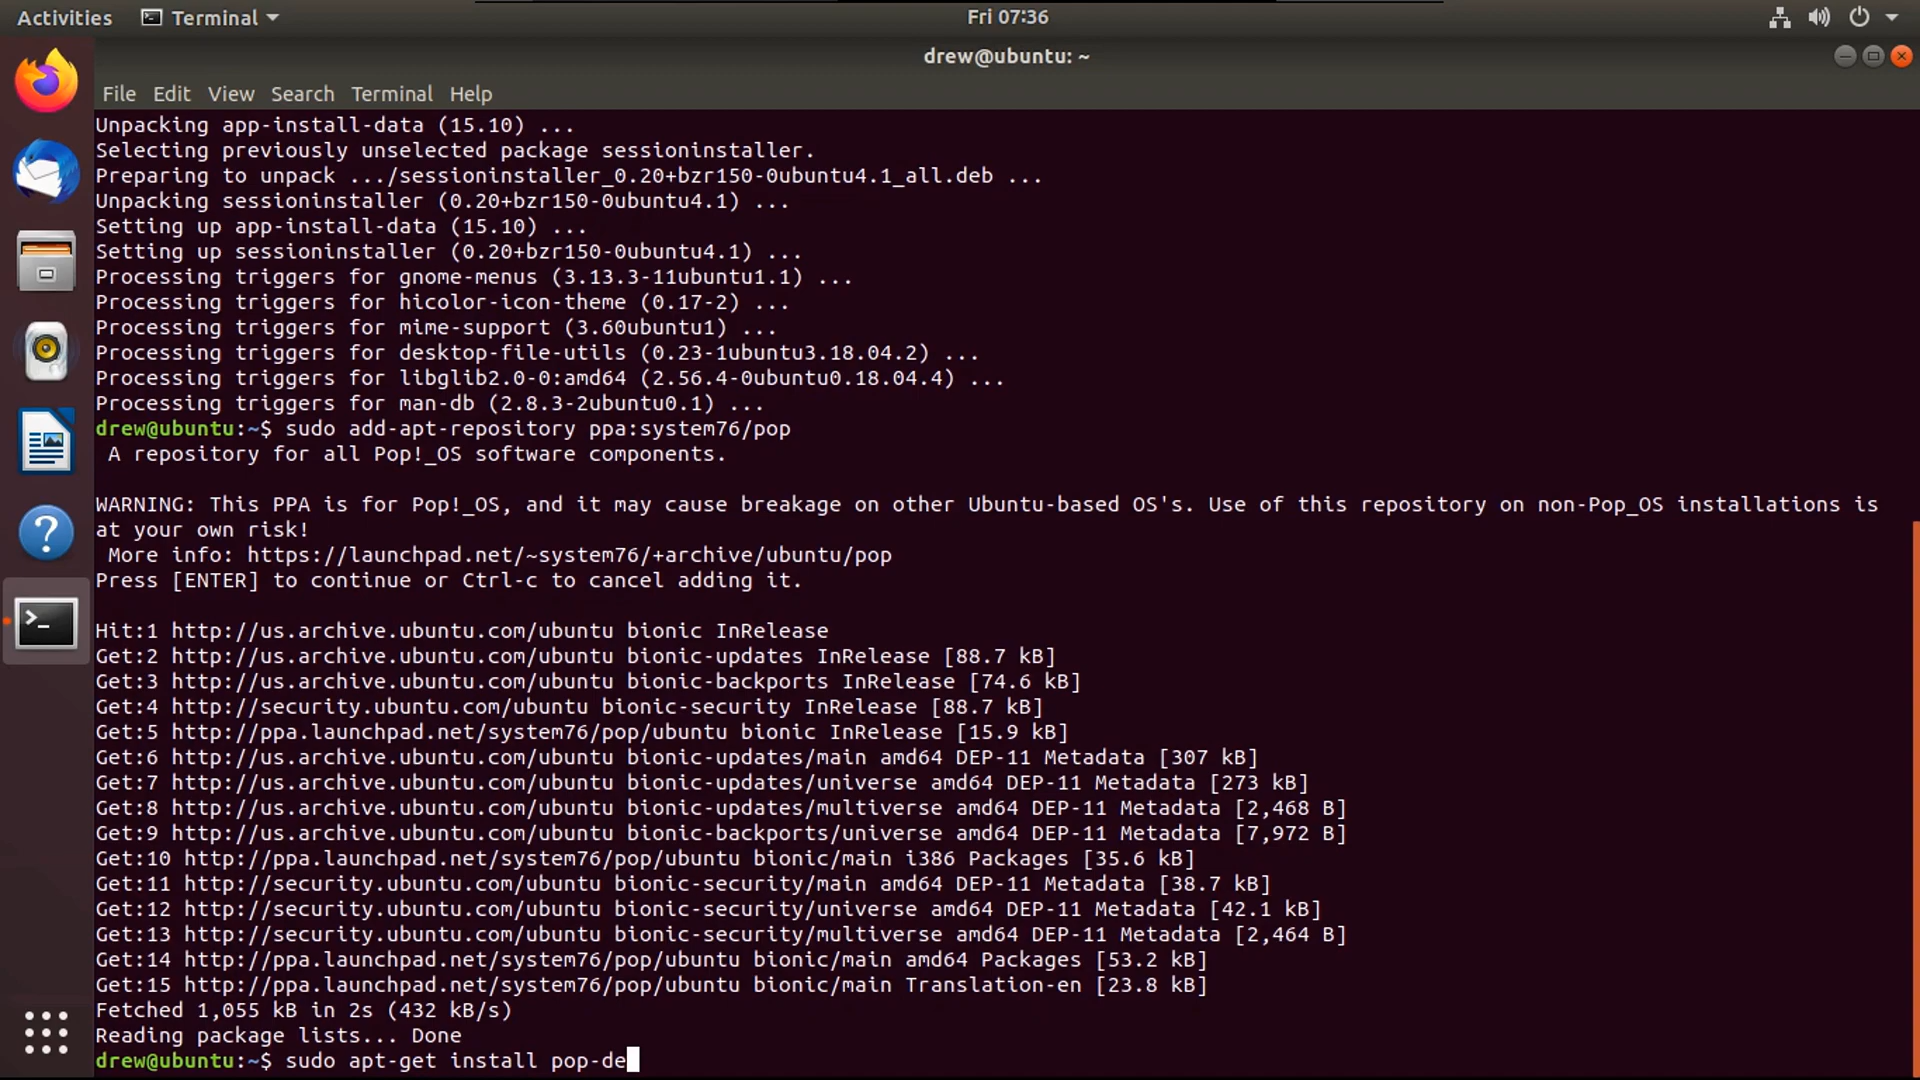 Activities Terminal Fri 07:36
drew@ubuntu: ~
File Edit View Search Terminal Help
Unpacking app-install-data (15.10) ...
Selecting previously unselected package sessioninstaller.
Preparing to unpack .../sessioninstaller_0.20+bzr150-0ubuntu4.1_all.deb ...
Unpacking sessioninstaller (0.20+bzr150-0ubuntu4.1) ...
Setting up app-install-data (15.10) ...
Setting up sessioninstaller (0.20+bzr150-0ubuntu4.1) ...
Processing triggers for gnome-menus (3.13.3-11ubuntu1.1) ...
Processing triggers for hicolor-icon-theme (0.17-2) ...
Processing triggers for mime-support (3.60ubuntu1) ...
Processing triggers for desktop-file-utils (0.23-1ubuntu3.18.04.2) ...
Processing triggers for libglib2.0-0:amd64 (2.56.4-0ubuntu0.18.04.4) ...
Processing triggers for man-db (2.8.3-2ubuntu0.1) ...
drew@ubuntu:~$ sudo add-apt-repository ppa:system76/pop
A repository for all Pop!_OS software components.
WARNING: This PPA is for Pop!_OS, and it may cause breakage on other Ubuntu-based OS's. Use of this repository on non-Pop_OS installations is
at your own risk!
More info: https://launchpad.net/~system76/+archive/ubuntu/pop
Press [ENTER] to continue or Ctrl-c to cancel adding it.
Hit:1 http://us.archive.ubuntu.com/ubuntu bionic InRelease
Get:2 http://us.archive.ubuntu.com/ubuntu bionic-updates InRelease [88.7 kB]
Get:3 http://us.archive.ubuntu.com/ubuntu bionic-backports InRelease [74.6 kB]
Get:4 http://security.ubuntu.com/ubuntu bionic-security InRelease [88.7 kB]
Get:5 http://ppa.launchpad.net/system76/pop/ubuntu bionic InRelease [15.9 kB]
Get:6 http://us.archive.ubuntu.com/ubuntu bionic-updates/main amd64 DEP-11 Metadata [307 kB]
Get:7 http://us.archive.ubuntu.com/ubuntu bionic-updates/universe amd64 DEP-11 Metadata [273 kB]
Get:8 http://us.archive.ubuntu.com/ubuntu bionic-updates/multiverse amd64 DEP-11 Metadata [2,468 B]
Get:9 http://us.archive.ubuntu.com/ubuntu bionic-backports/universe amd64 DEP-11 Metadata [7,972 B]
Get:10 http://ppa.launchpad.net/system76/pop/ubuntu bionic/main i386 Packages [35.6 kB]
Get:11 http://security.ubuntu.com/ubuntu bionic-security/main amd64 DEP-11 Metadata [38.7 kB]
Get:12 http://security.ubuntu.com/ubuntu bionic-security/universe amd64 DEP-11 Metadata [42.1 kB]
Get:13 http://security.ubuntu.com/ubuntu bionic-security/multiverse amd64 DEP-11 Metadata [2,464 B]
Get:14 http://ppa.launchpad.net/system76/pop/ubuntu bionic/main amd64 Packages [53.2 kB]
Get:15 http://ppa.launchpad.net/system76/pop/ubuntu bionic/main Translation-en [23.8 kB]
Fetched 1,055 kB in 2s (432 kB/s)
Reading package lists... Done
drew@ubuntu:~$ sudo apt-get install pop-de